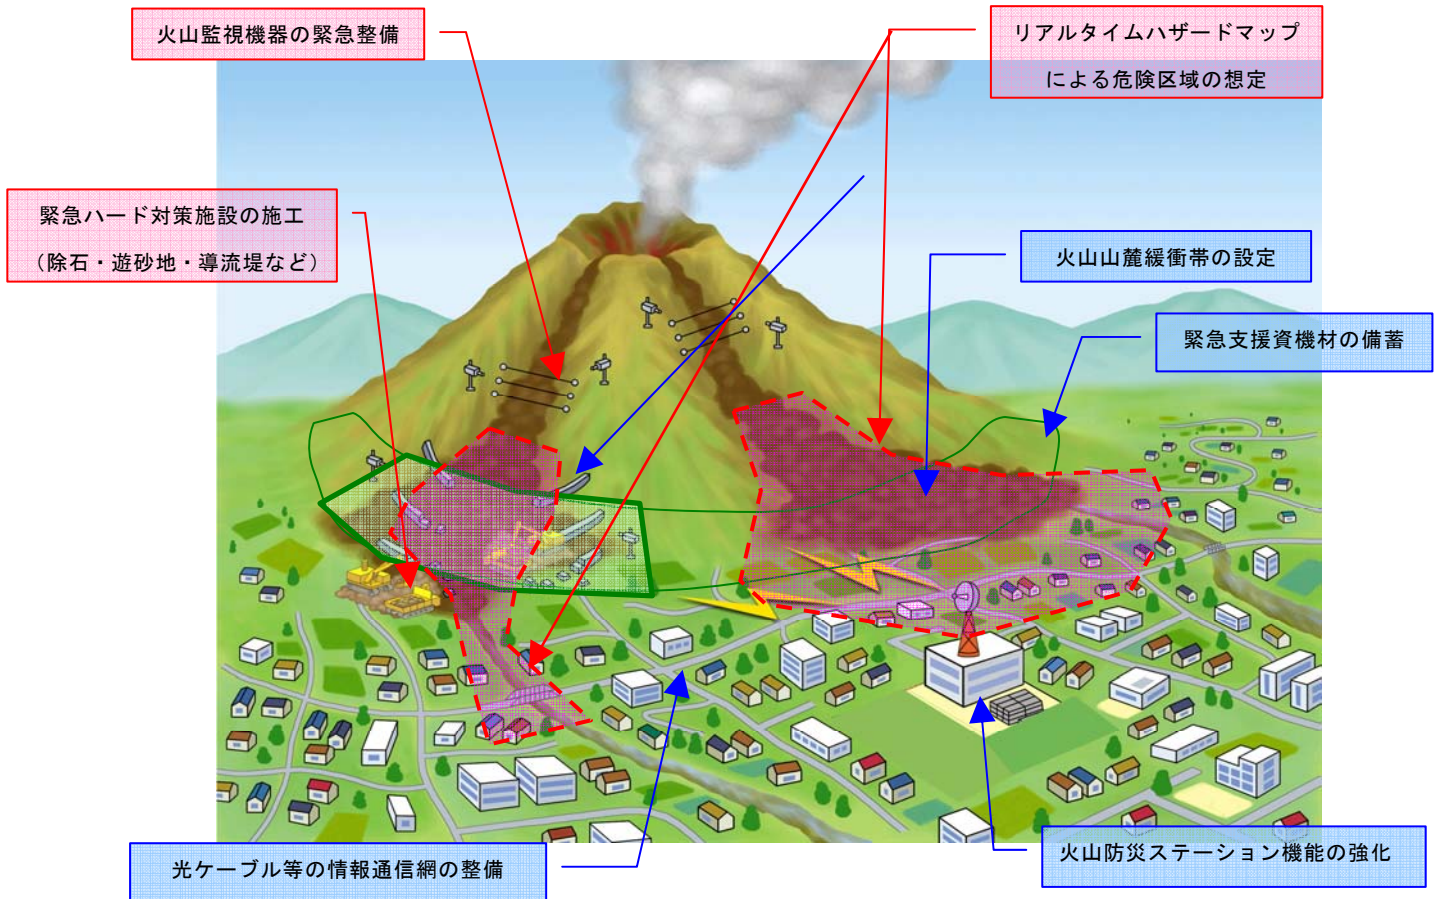 火山監視機器の緊急整備
リアルタイムハザードマップ
による危険区域の想定
緊急ハード対策施設の施工
（除石・遊砂地・導流堤など）
火山山麓緩衝帯の設定
緊急支援資機材の備蓄
光ケーブル等の情報通信網の整備
火山防災ステーション機能の強化